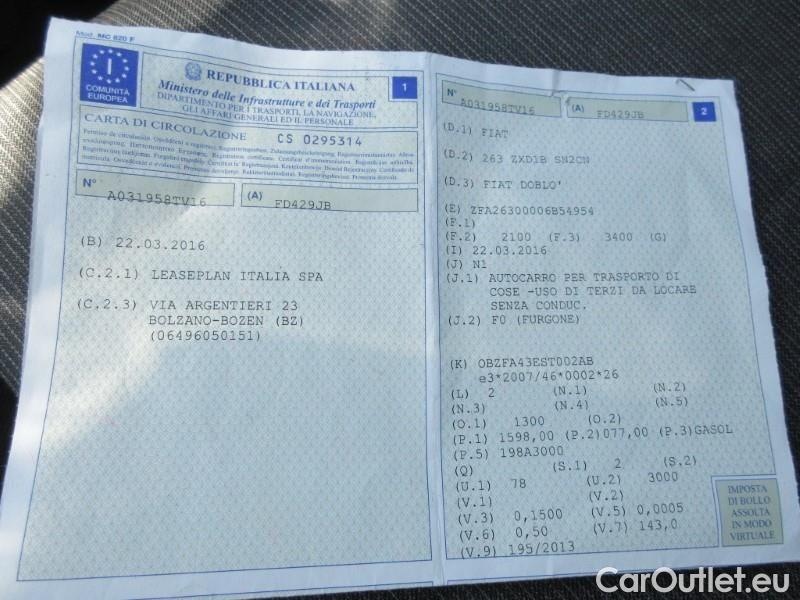 Mod. MC 820 F
I
COMUNITÀ
EUROPEA
REPUBBLICA ITALIANA
1
Ministero delle Infrastrutture e dei Trasporti
DIPARTIMENTO PER I TRASPORTI, LA NAVIGAZIONE,
GLI AFFARI GENERALI ED IL PERSONALE
CARTA DI CIRCOLAZIONE CS 0295314
N° A031958TV16 (A) FD429JB
(B) 22.03.2016
(C.2.1) LEASEPLAN ITALIA SPA
(C.2.3) VIA ARGENTIERI 23
BOLZANO-BOZEN (BZ)
(06496050151)
N° A031958TV16 (A) FD429JB 2
(D.1) FIAT
(D.2) 263 ZXD1B SN2CN
(D.3) FIAT DOBLO'
(E) ZFA26300006B54954
(F.1)
(F.2) 2100 (F.3) 3400 (G)
(I) 22.03.2016
(J) N1
(J.1) AUTOCARRO PER TRASPORTO DI
COSE -USO DI TERZI DA LOCARE
SENZA CONDUC.
(J.2) F0 (FURGONE)
(K) OBZFA43EST002AB
e3*2007/46*0002*26
(L) 2 (N.1) (N.2)
(N.3) (N.4) (N.5)
(O.1) 1300 (O.2)
(P.1) 1598,00 (P.2)077,00 (P.3)GASOL
(P.5) 198A3000
(Q) (S.1) 2 (S.2)
(U.1) 78 (U.2) 3000
(V.1) (V.2)
(V.3) 0,1500 (V.5) 0,0005
(V.6) 0,50 (V.7) 143,0
(V.9) 195/2013
IMPOSTA
DI BOLLO
ASSOLTA
IN MODO
VIRTUALE
CarOutlet.eu